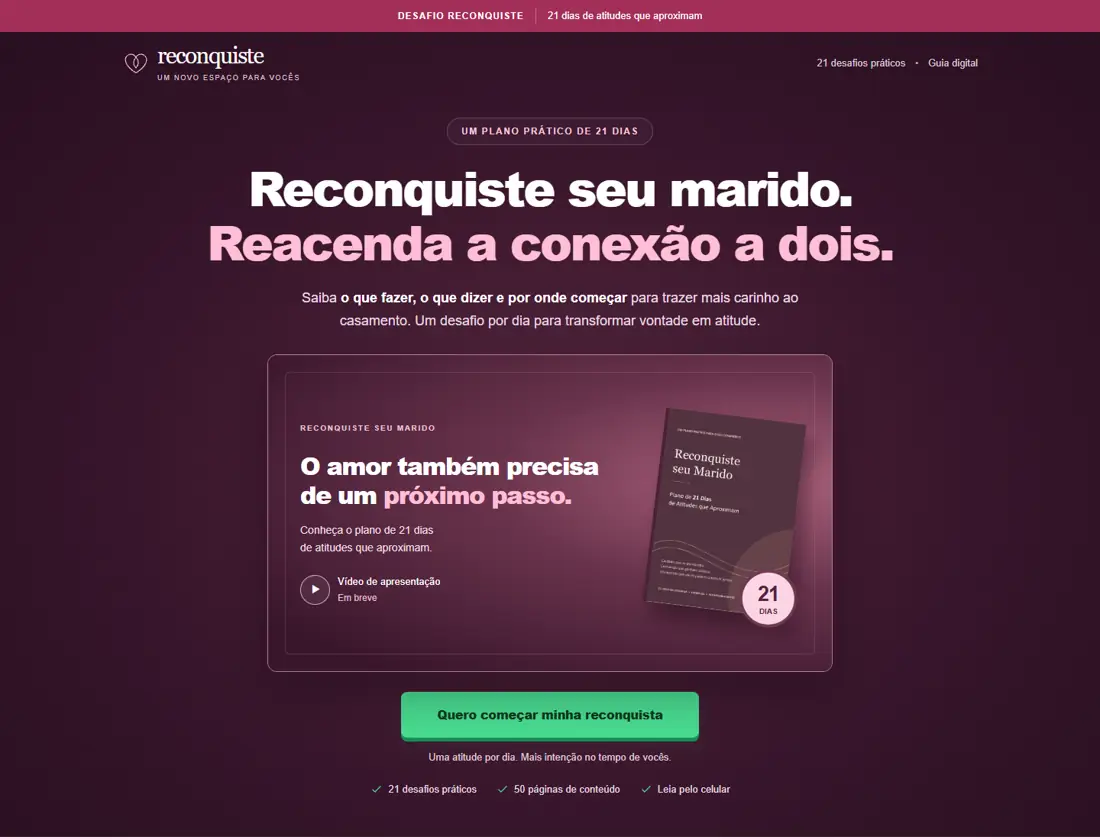 DESAFIO RECONQUISTE
21 dias de atitudes que aproximam
reconquiste
UM NOVO ESPAÇO PARA VOCÊS
21 desafios práticos • Guia digital
UM PLANO PRÁTICO DE 21 DIAS
Reconquiste seu marido.
Reacenda a conexão a dois.
Saiba o que fazer, o que dizer e por onde começar para trazer mais carinho ao
casamento. Um desafio por dia para transformar vontade em atitude.
RECONQUISTE SEU MARIDO
O amor também precisa
de um próximo passo.
Conheça o plano de 21 dias
de atitudes que aproximam.
Vídeo de apresentação
Em breve
Reconquiste
seu Marido
Plano de 21 Dias
de Atitudes que Aproximam
21
DIAS
Quero começar minha reconquista
Uma atitude por dia. Mais intenção no tempo de vocês.
21 desafios práticos
50 páginas de conteúdo
Leia pelo celular